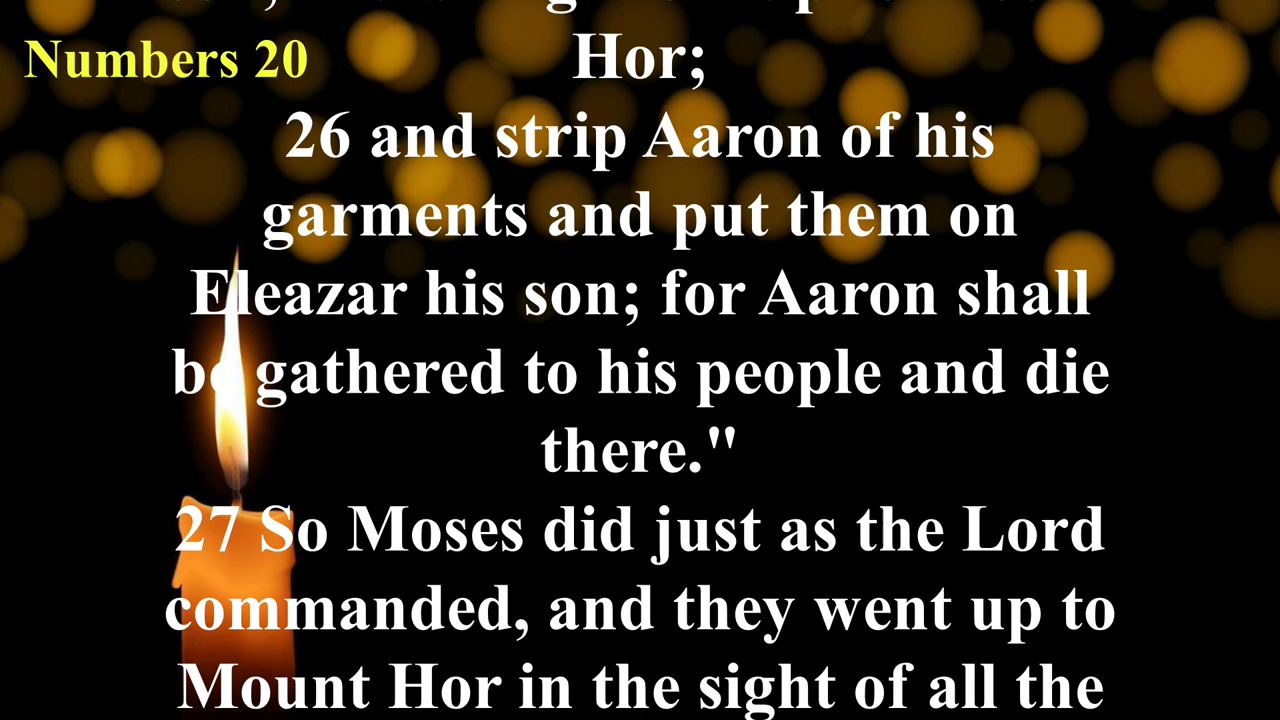 Numbers 20
Hor;
26 and strip Aaron of his
garments and put them on
Eleazar his son; for Aaron shall
be gathered to his people and die
there."
27 So Moses did just as the Lord
commanded, and they went up to
Mount Hor in the sight of all the